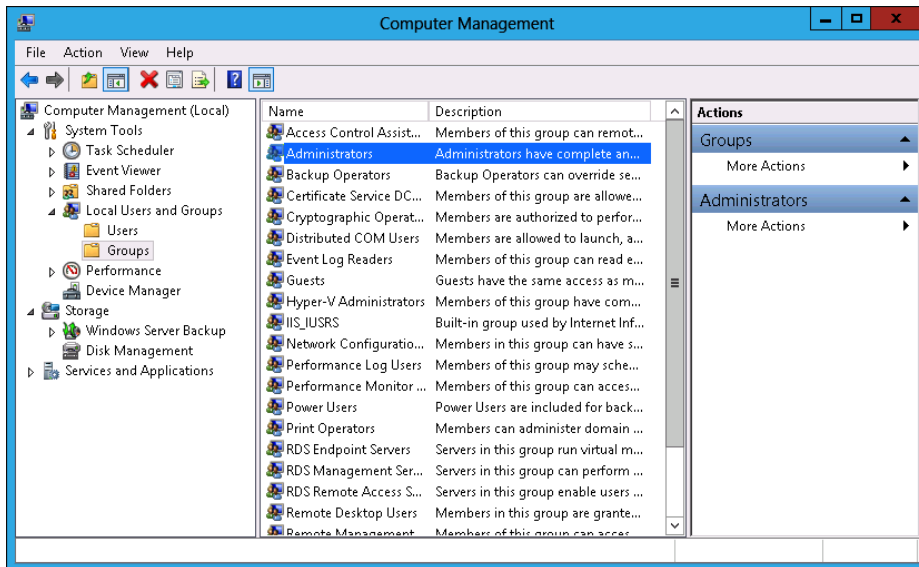 Computer Management
File Action View Help
Computer Management (Local)
System Tools
Task Scheduler
Event Viewer
Shared Folders
Local Users and Groups
Users
Groups
Performance
Device Manager
Storage
Windows Server Backup
Disk Management
Services and Applications
Name Description
Access Control Assist... Members of this group can remot...
Administrators Administrators have complete an...
Backup Operators Backup Operators can override se...
Certificate Service DC... Members of this group are allowe...
Cryptographic Operat... Members are authorized to perfor...
Distributed COM Users Members are allowed to launch, a...
Event Log Readers Members of this group can read e...
Guests Guests have the same access as m...
Hyper-V Administrators Members of this group have com...
IIS_IUSRS Built-in group used by Internet Inf...
Network Configuratio... Members in this group can have s...
Performance Log Users Members of this group may sche...
Performance Monitor ... Members of this group can acces...
Power Users Power Users are included for back...
Print Operators Members can administer domain ...
RDS Endpoint Servers Servers in this group run virtual m...
RDS Management Ser... Servers in this group can perform ...
RDS Remote Access S... Servers in this group enable users ...
Remote Desktop Users Members in this group are grante...
Remote Management Members of this group can acces
Actions
Groups
More Actions
Administrators
More Actions